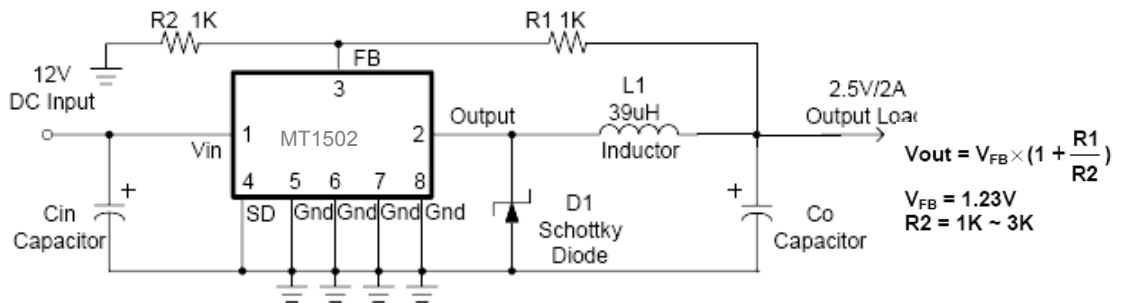 R2 1K
R1 1K
FB
12V
DC Input
3
L1
39uH
2.5V/2A
Output Load
Output
1
MT1502
2
Vin
Inductor
Vout = VFB×(1 + R1
R2)
4
5
6
7
8
+
Cin
Capacitor
SD
Gnd
Gnd
Gnd
Gnd
D1
Schottky
Diode
+
Co
Capacitor
VFB = 1.23V
R2 = 1K ~ 3K